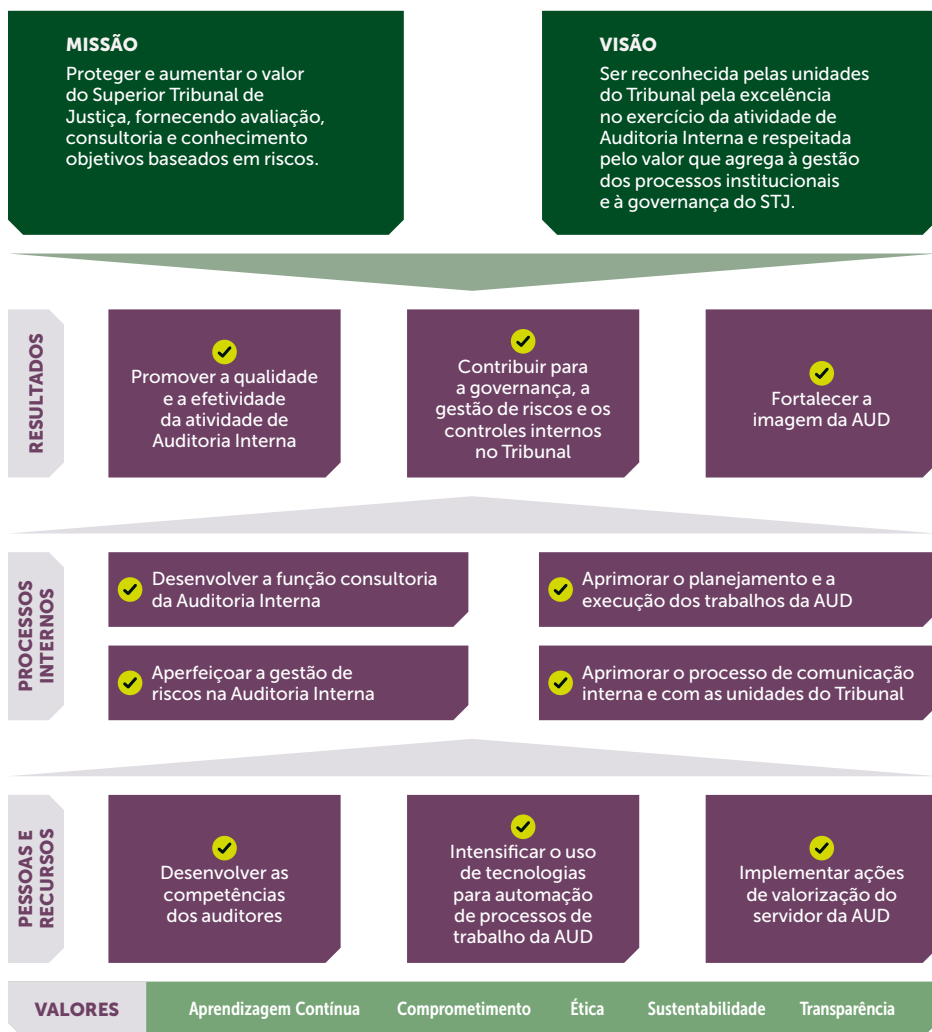 MISSÃO
Proteger e aumentar o valor
do Superior Tribunal de
Justiça, fornecendo avaliação,
consultoria e conhecimento
objetivos baseados em riscos.
VISÃO
Ser reconhecida pelas unidades
do Tribunal pela excelência
no exercício da atividade de
Auditoria Interna e respeitada
pelo valor que agrega à gestão
dos processos institucionais
e à governança do STJ.
RESULTADOS
Promover a qualidade
e a efetividade
da atividade de
Auditoria Interna
Contribuir para
a governança, a
gestão de riscos e os
controles internos
no Tribunal
Fortalecer a
imagem da AUD
PROCESSOS
INTERNOS
Desenvolver a função consultoria
da Auditoria Interna
Aprimorar o planejamento e a
execução dos trabalhos da AUD
Aperfeiçoar a gestão de
riscos na Auditoria Interna
Aprimorar o processo de comunicação
interna e com as unidades do Tribunal
PESSOAS E
RECURSOS
Desenvolver as
competências
dos auditores
Intensificar o uso
de tecnologias
para automação
de processos de
trabalho da AUD
Implementar ações
de valorização do
servidor da AUD
VALORES
Aprendizagem Contínua
Comprometimento
Ética
Sustentabilidade
Transparência